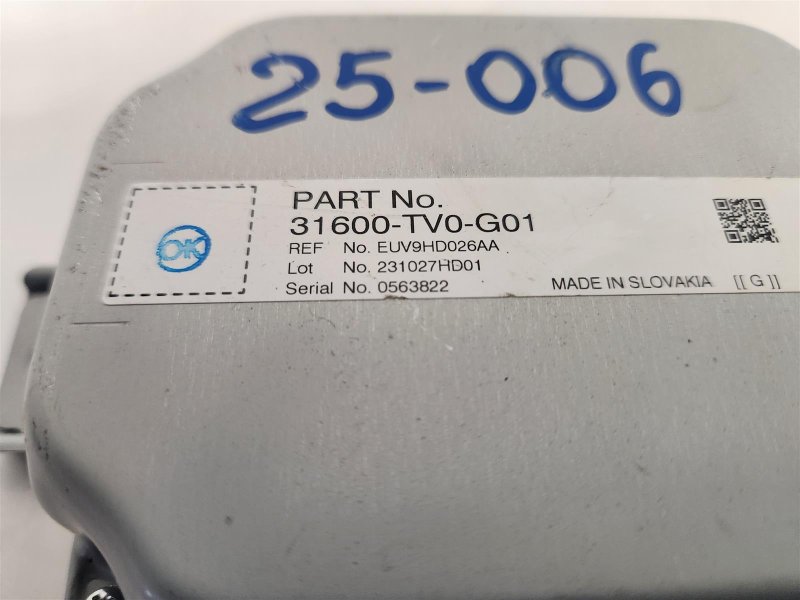 25-006
PART No.
31600-TV0-G01
REF No. EUV9HD026AA
Lot No. 231027HD01
Serial No. 0563822
MADE IN SLOVAKIA [[ G ]]